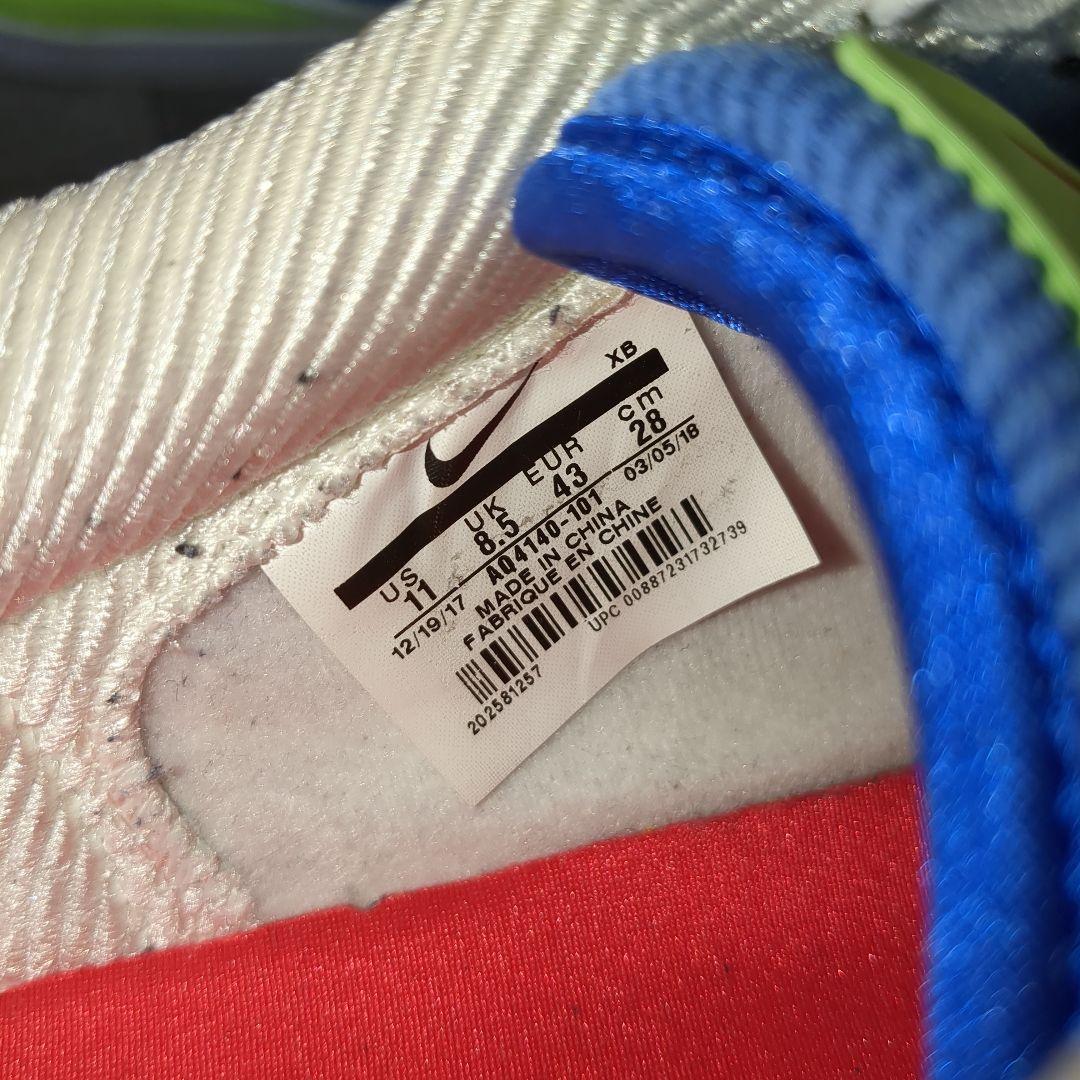 XB
US UK EUR cm
11 8.5 43 28
12/19/17 AQ4140-101 03/05/18
MADE IN CHINA
FABRIQUE EN CHINE
UPC 00887231732739
202581257